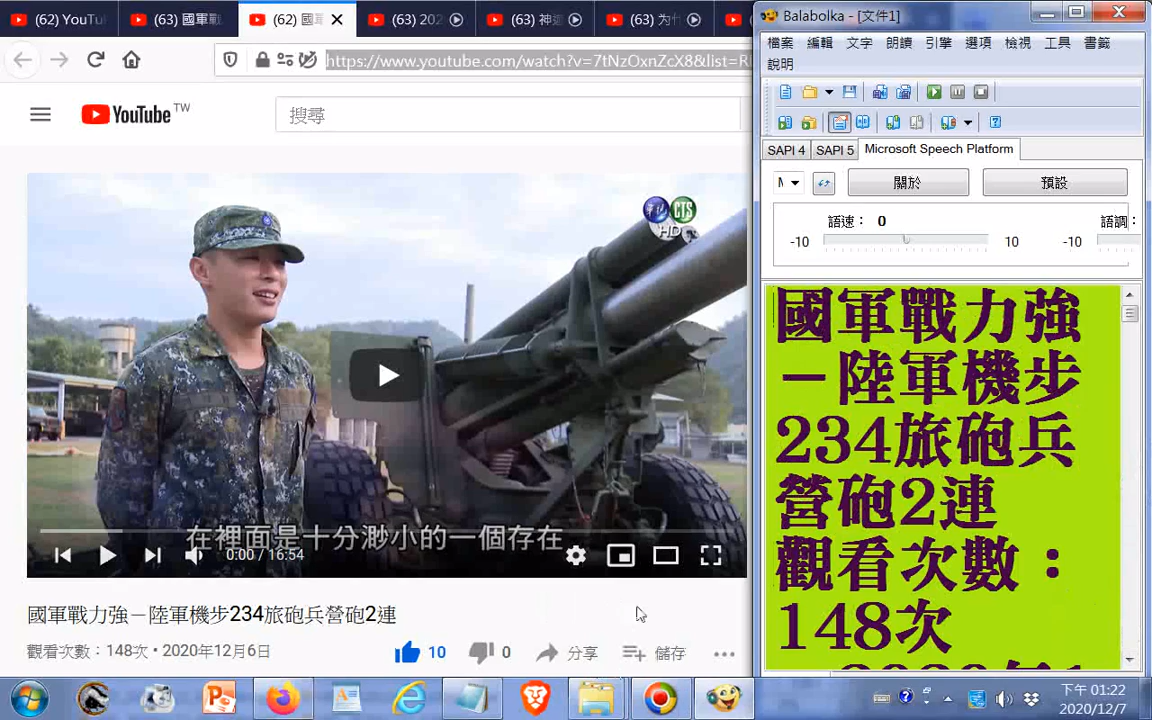 (62) YouTu
(63) 國軍戰
(62) 國軍
(63) 202
(63) 神
(63) 为什
https://www.youtube.com/watch?v=7tNzOxnZcX8&list=R
YouTube TW
搜尋
CTS
HD
在裡面是十分渺小的一個存在
0:00 / 16:54
國軍戰力強－陸軍機步234旅砲兵營砲2連
觀看次數：148次 • 2020年12月6日
10
0
分享
儲存
Balabolka - [文件1]
檔案 編輯 文字 朗讀 引擎 選項 檢視 工具 書籤
說明
SAPI 4 SAPI 5 Microsoft Speech Platform
關於 預設
語速： 0 語調：
-10 10 -10
國軍戰力強
－陸軍機步
234旅砲兵
營砲2連
觀看次數：
148次
下午 01:22
2020/12/7